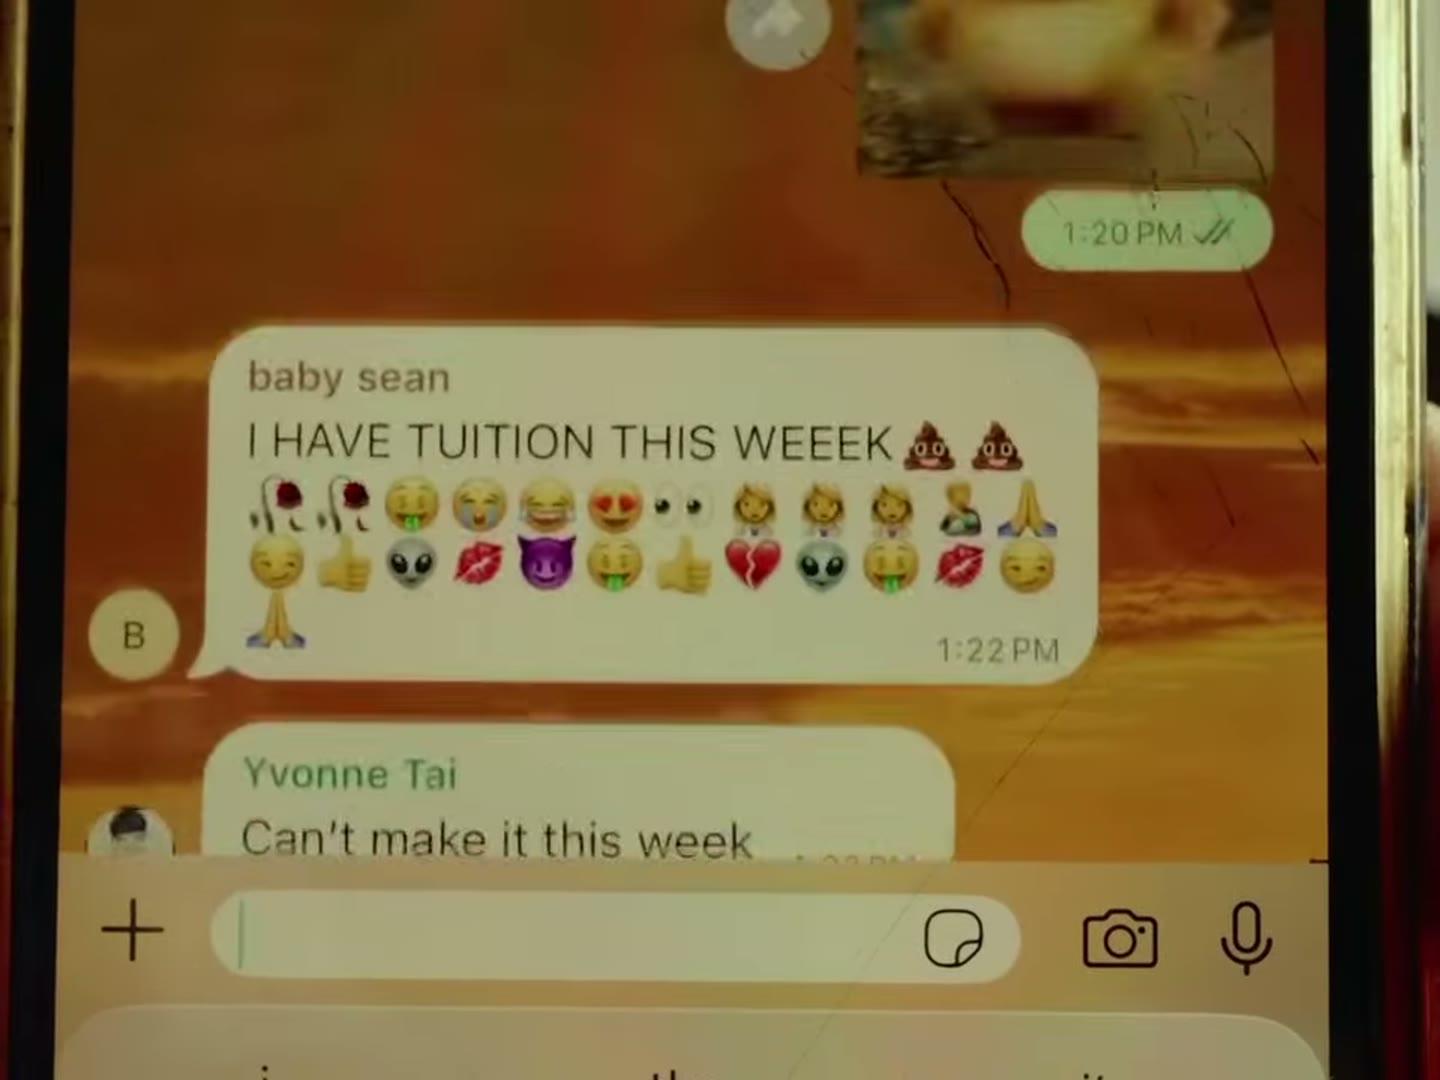 1:20 PM
baby sean
I HAVE TUITION THIS WEEEK 💩 💩
🥀 🥀 🤑 😭 😂 😍 👀 👩‍⚕️ 👩‍⚕️ 👩‍⚕️ 👨‍🍼 🙏
😏 👍 👽 💋 😈 🤑 👍 💔 👽 🤑 💋 😏
🙏
B
1:22 PM
Yvonne Tai
Can't make it this week